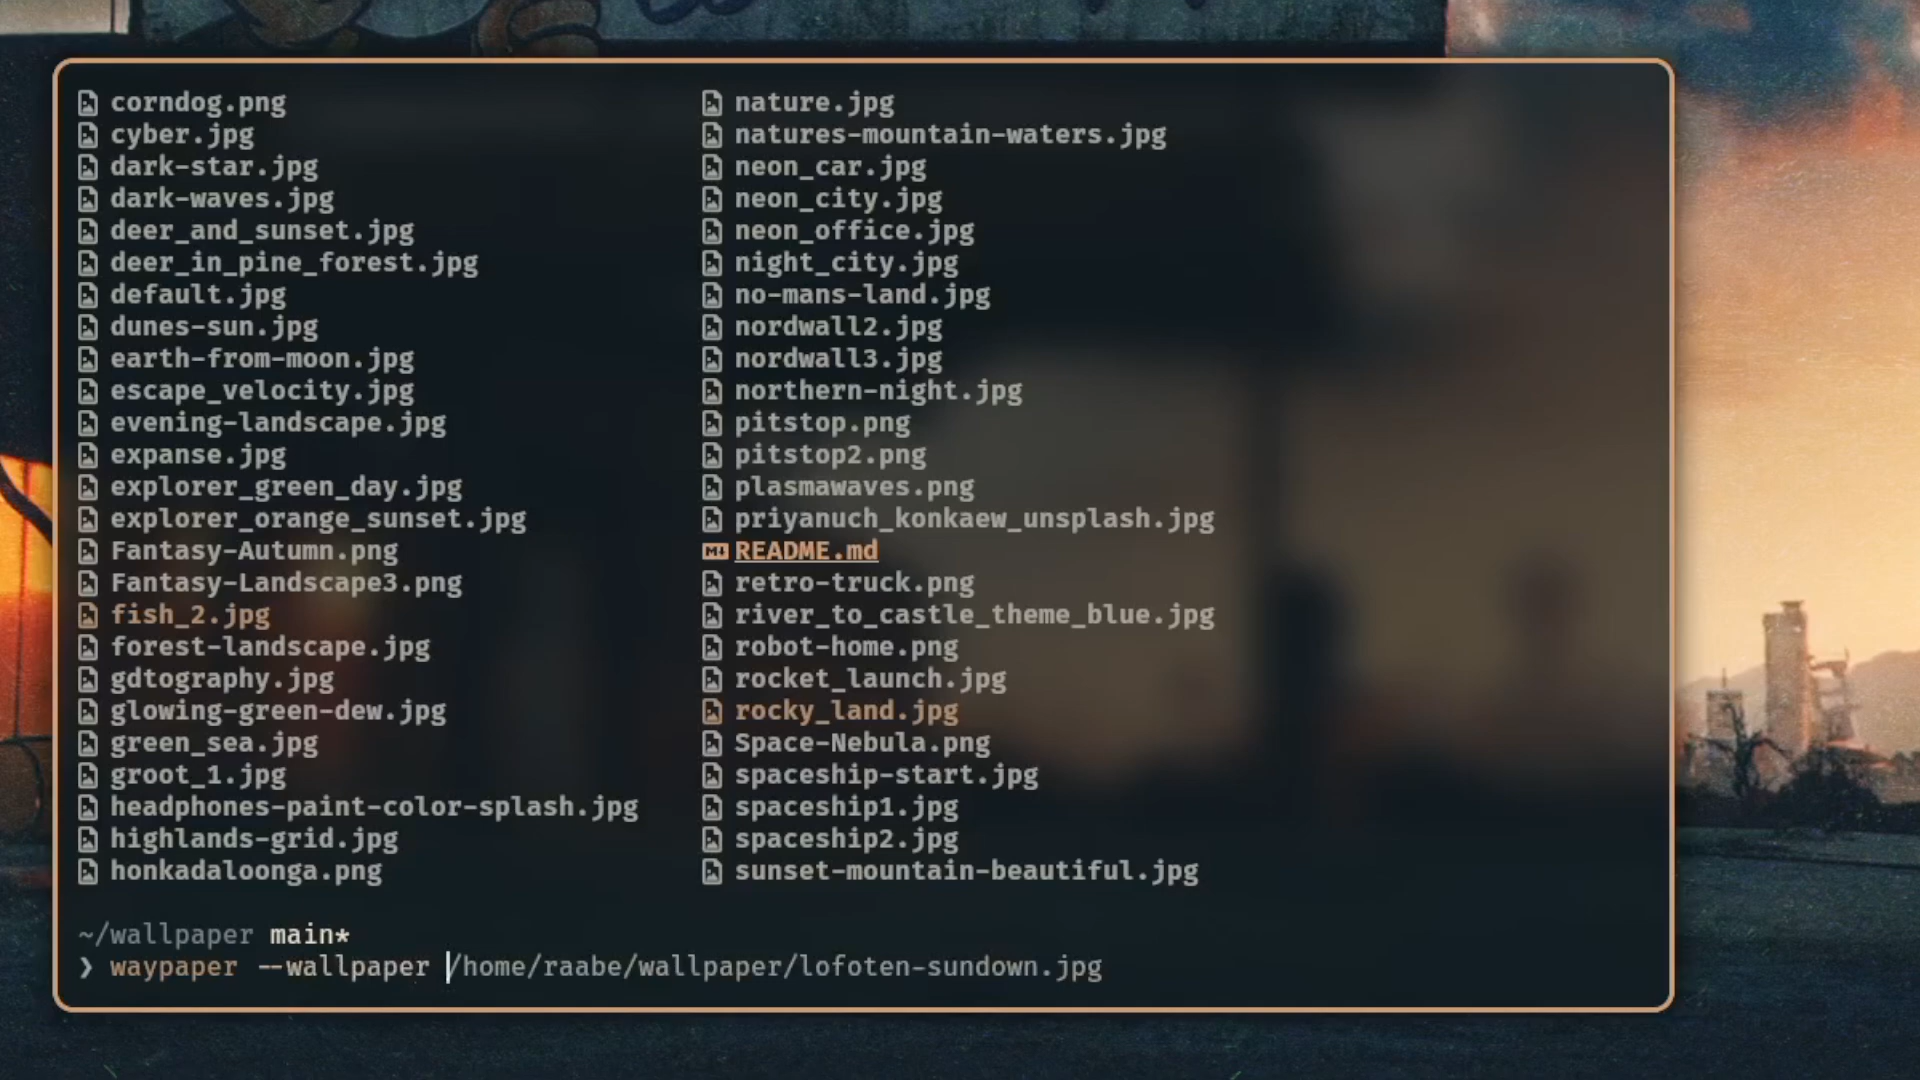 corndog.png
cyber.jpg
dark-star.jpg
dark-waves.jpg
deer_and_sunset.jpg
deer_in_pine_forest.jpg
default.jpg
dunes-sun.jpg
earth-from-moon.jpg
escape_velocity.jpg
evening-landscape.jpg
expanse.jpg
explorer_green_day.jpg
explorer_orange_sunset.jpg
Fantasy-Autumn.png
Fantasy-Landscape3.png
fish_2.jpg
forest-landscape.jpg
gdtography.jpg
glowing-green-dew.jpg
green_sea.jpg
groot_1.jpg
headphones-paint-color-splash.jpg
highlands-grid.jpg
honkadaloonga.png
nature.jpg
natures-mountain-waters.jpg
neon_car.jpg
neon_city.jpg
neon_office.jpg
night_city.jpg
no-mans-land.jpg
nordwall2.jpg
nordwall3.jpg
northern-night.jpg
pitstop.png
pitstop2.png
plasmawaves.png
priyanuch_konkaew_unsplash.jpg
README.md
retro-truck.png
river_to_castle_theme_blue.jpg
robot-home.png
rocket_launch.jpg
rocky_land.jpg
Space-Nebula.png
spaceship-start.jpg
spaceship1.jpg
spaceship2.jpg
sunset-mountain-beautiful.jpg
~/wallpaper main*
❯ waypaper --wallpaper /home/raabe/wallpaper/lofoten-sundown.jpg